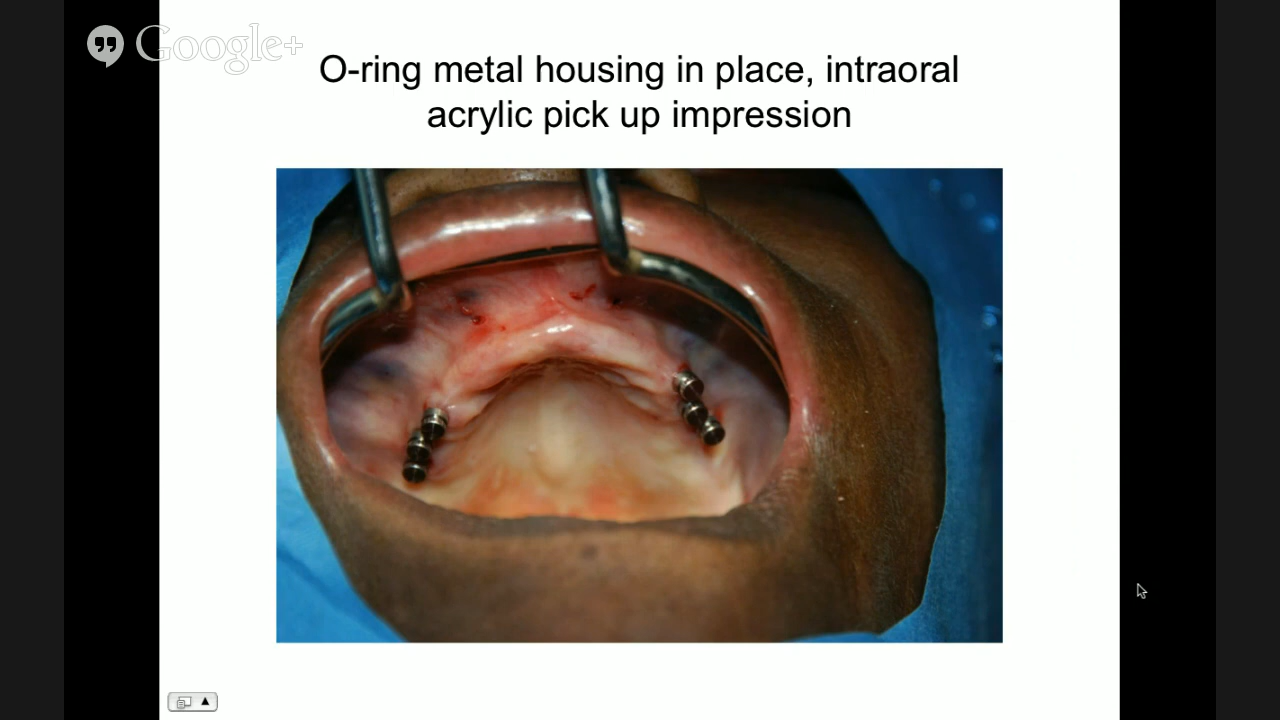 Google+
O-ring metal housing in place, intraoral
acrylic pick up impression